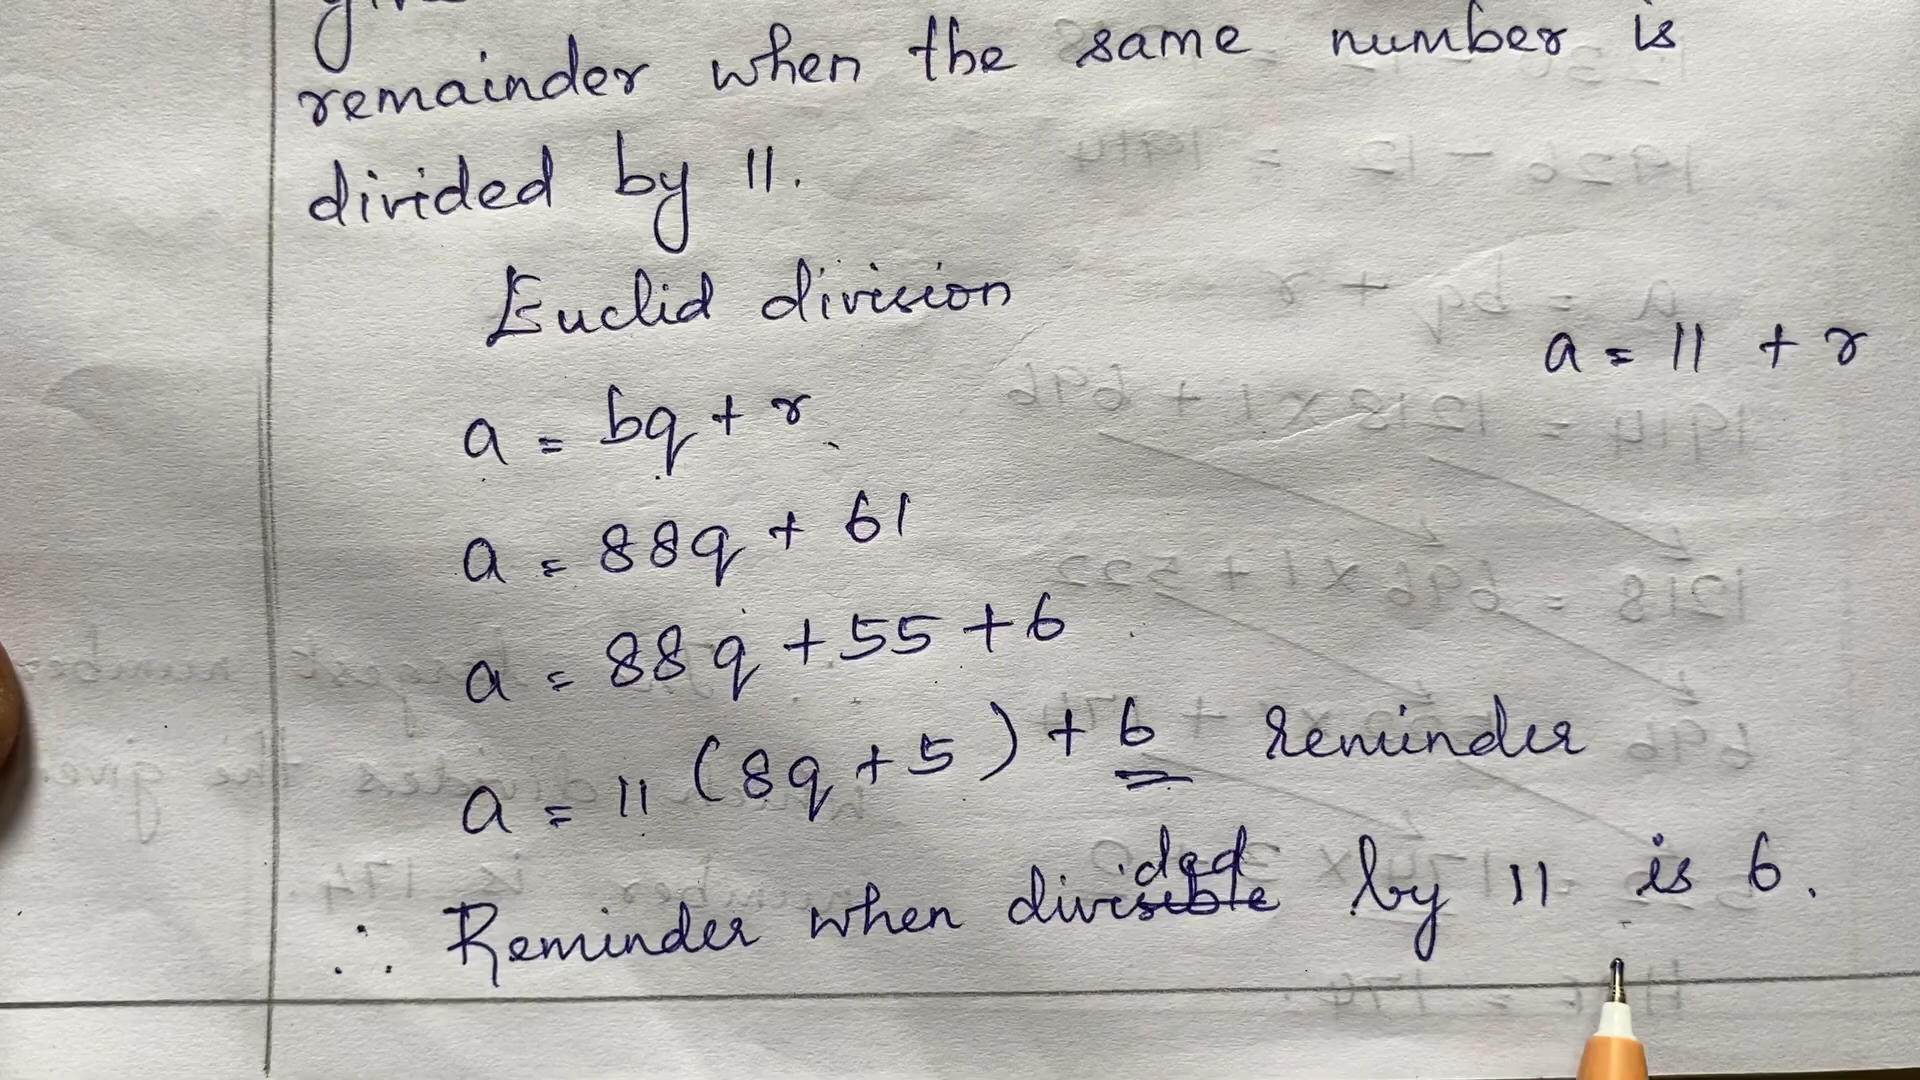 remainder when the same number is
divided by 11.
Euclid division
a = bq + r
a = 11 + r
a = 88q + 61
a = 88q + 55 + 6
a = 11 (8q + 5) + 6 Reminder
∴ Reminder when divided by 11 is 6.